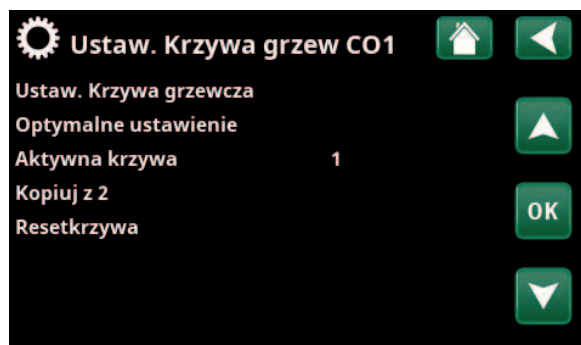 Ustaw. Krzywa grzew CO1
Ustaw. Krzywa grzewcza
Optymalne ustawienie
Aktywna krzywa 1
Kopiuj z 2
Resetkrzywa
OK